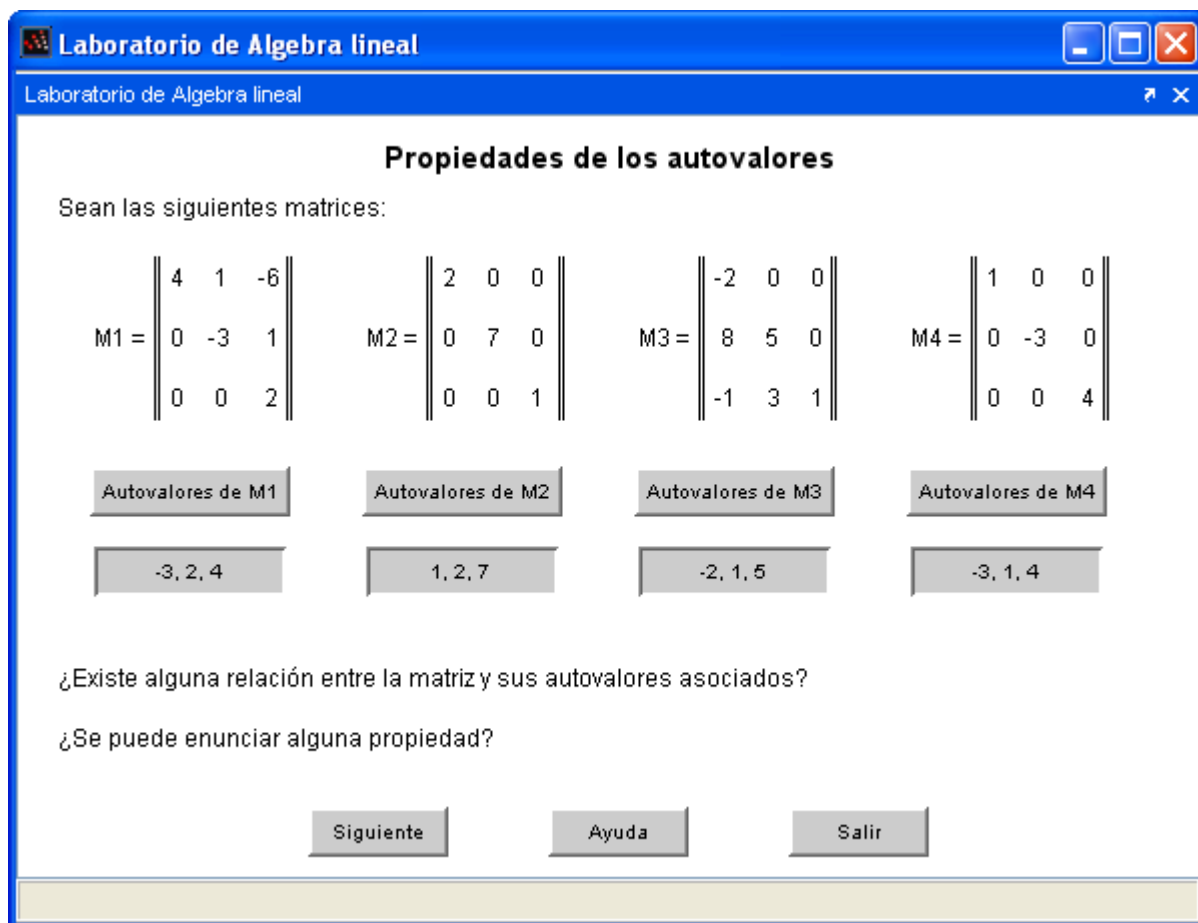 Laboratorio de Algebra lineal
Laboratorio de Algebra lineal
Propiedades de los autovalores
Sean las siguientes matrices:
4 1 -6 2 0 0 -2 0 0 1 0 0
M1 = 0 -3 1 M2 = 0 7 0 M3 = 8 5 0 M4 = 0 -3 0
0 0 2 0 0 1 -1 3 1 0 0 4
Autovalores de M1 Autovalores de M2 Autovalores de M3 Autovalores de M4
-3, 2, 4 1, 2, 7 -2, 1, 5 -3, 1, 4
¿Existe alguna relación entre la matriz y sus autovalores asociados?
¿Se puede enunciar alguna propiedad?
Siguiente Ayuda Salir